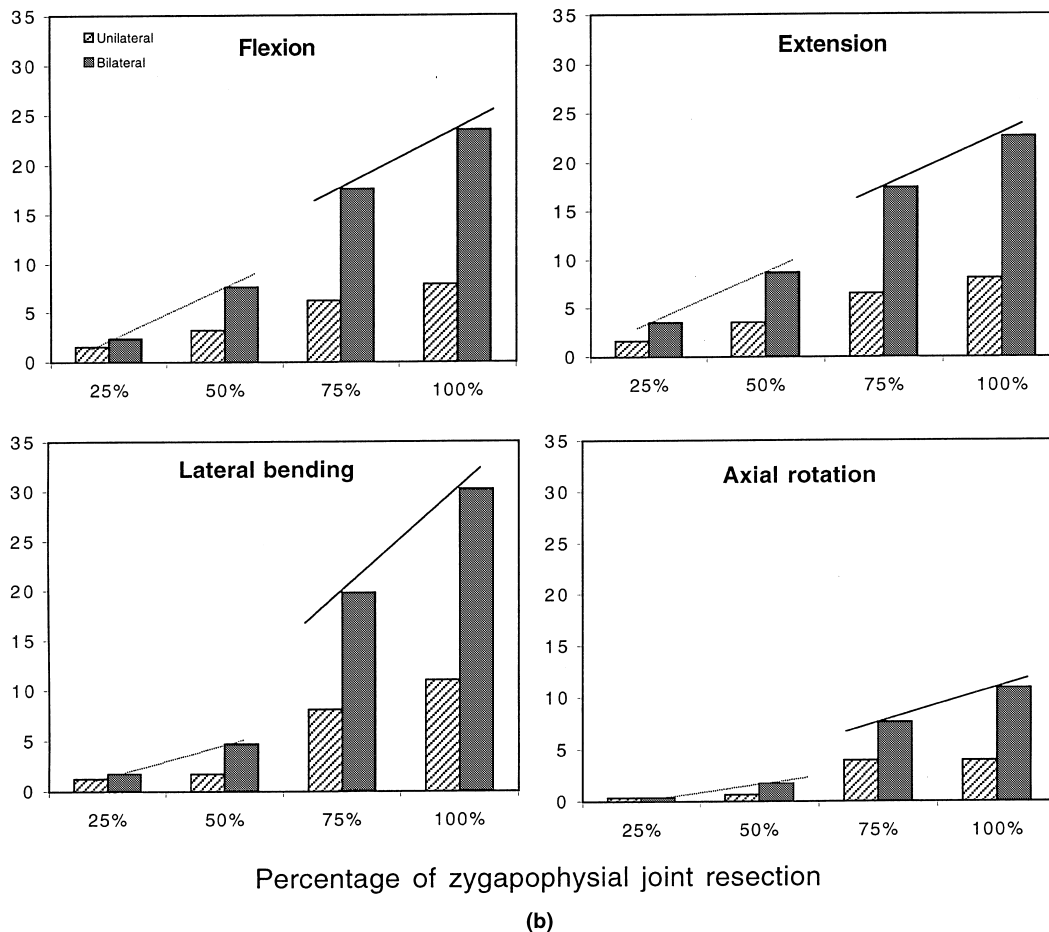 Flexion
Unilateral
Bilateral
35
30
25
20
15
10
5
0
25% 50% 75% 100%
Extension
35
30
25
20
15
10
5
0
25% 50% 75% 100%
Lateral bending
35
30
25
20
15
10
5
0
25% 50% 75% 100%
Axial rotation
35
30
25
20
15
10
5
0
25% 50% 75% 100%
Percentage of zygapophysial joint resection
(b)